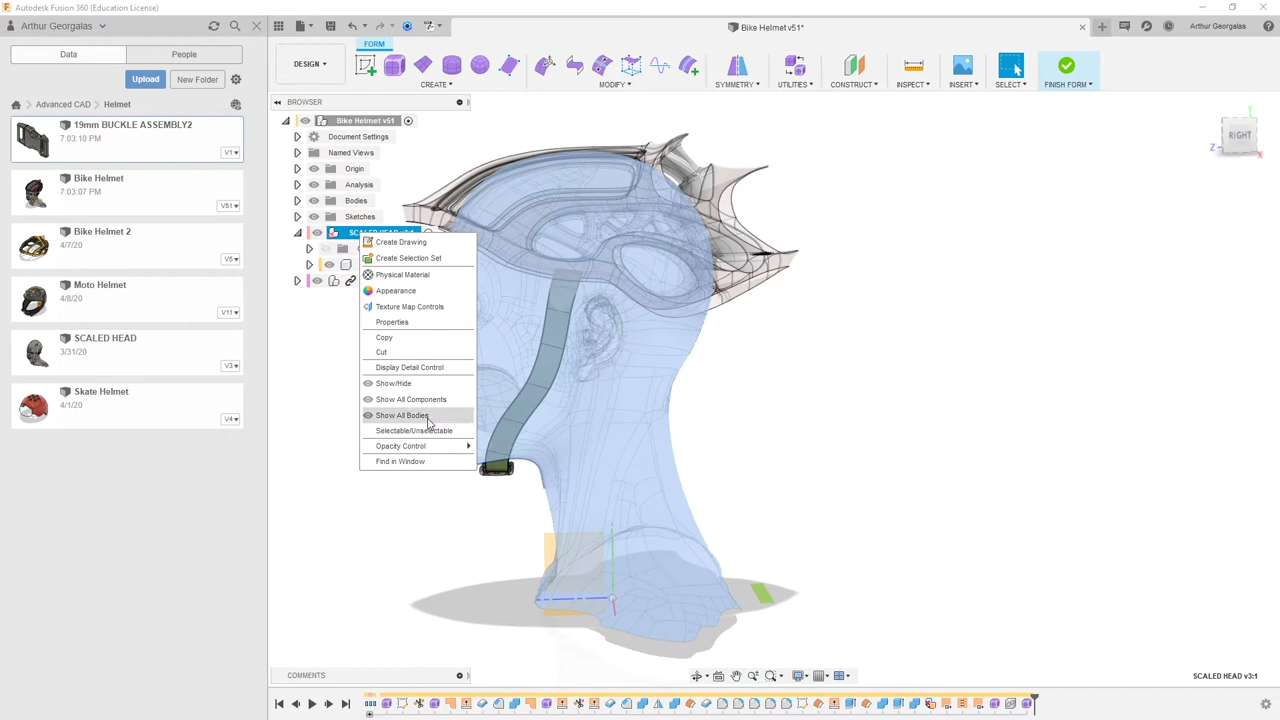 Autodesk Fusion 360 (Education License)
Arthur Georgalas
Bike Helmet v51*
Arthur Georgalas
Data
People
FORM
DESIGN
CREATE
MODIFY
SYMMETRY
UTILITIES
CONSTRUCT
INSPECT
INSERT
SELECT
FINISH FORM
Upload
New Folder
Advanced CAD
Helmet
BROWSER
19mm BUCKLE ASSEMBLY2
7:03:10 PM
V1
Bike Helmet
7:03:07 PM
V51
Bike Helmet 2
4/7/20
V5
Moto Helmet
4/8/20
V11
SCALED HEAD
3/31/20
V3
Skate Helmet
4/1/20
V4
Bike Helmet v51
Document Settings
Named Views
Origin
Analysis
Bodies
Sketches
SCALED HEAD v3:1
Create Drawing
Create Selection Set
Physical Material
Appearance
Texture Map Controls
Properties
Copy
Cut
Display Detail Control
Show/Hide
Show All Components
Show All Bodies
Selectable/Unselectable
Opacity Control
Find in Window
Y
RIGHT
Z
X
COMMENTS
SCALED HEAD v3:1